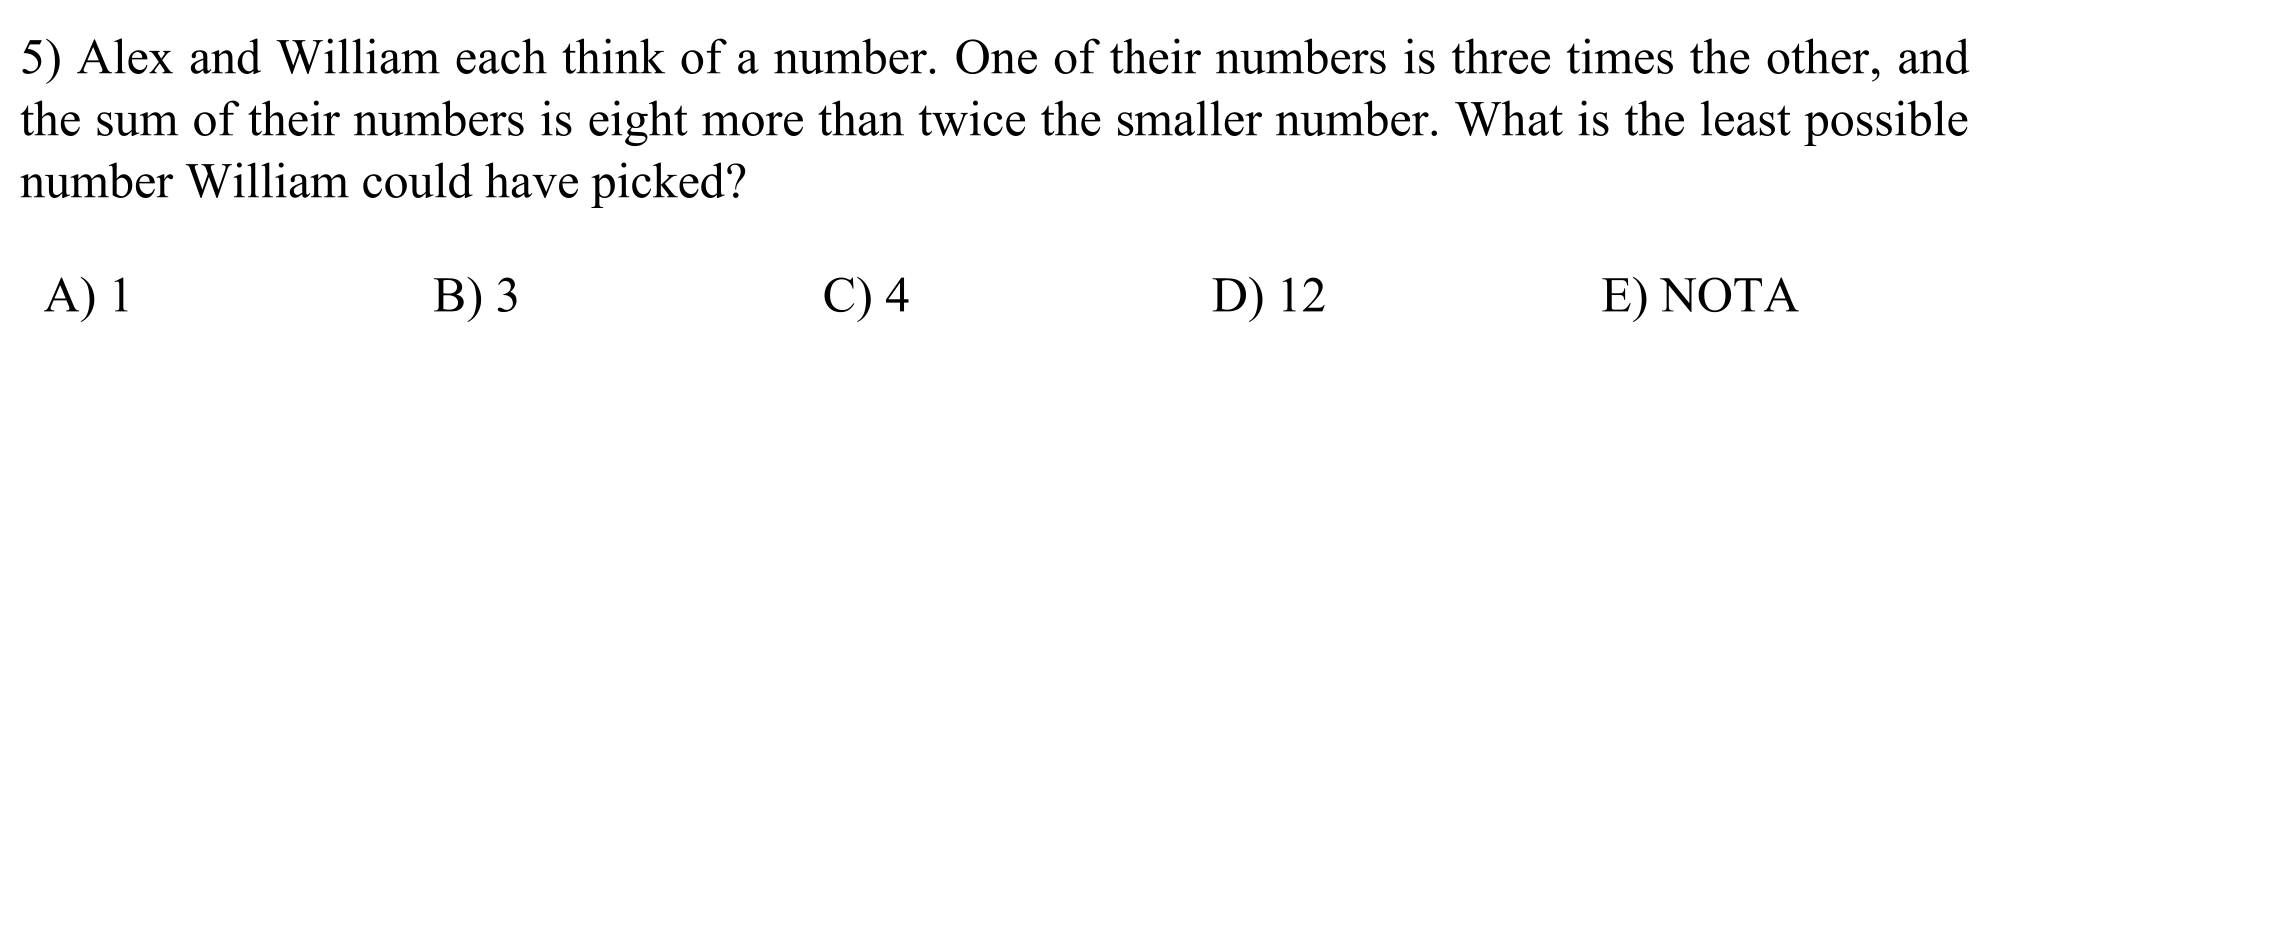 5) Alex and William each think of a number. One of their numbers is three times the other, and
the sum of their numbers is eight more than twice the smaller number. What is the least possible
number William could have picked?
A) 1 B) 3 C) 4 D) 12 E) NOTA